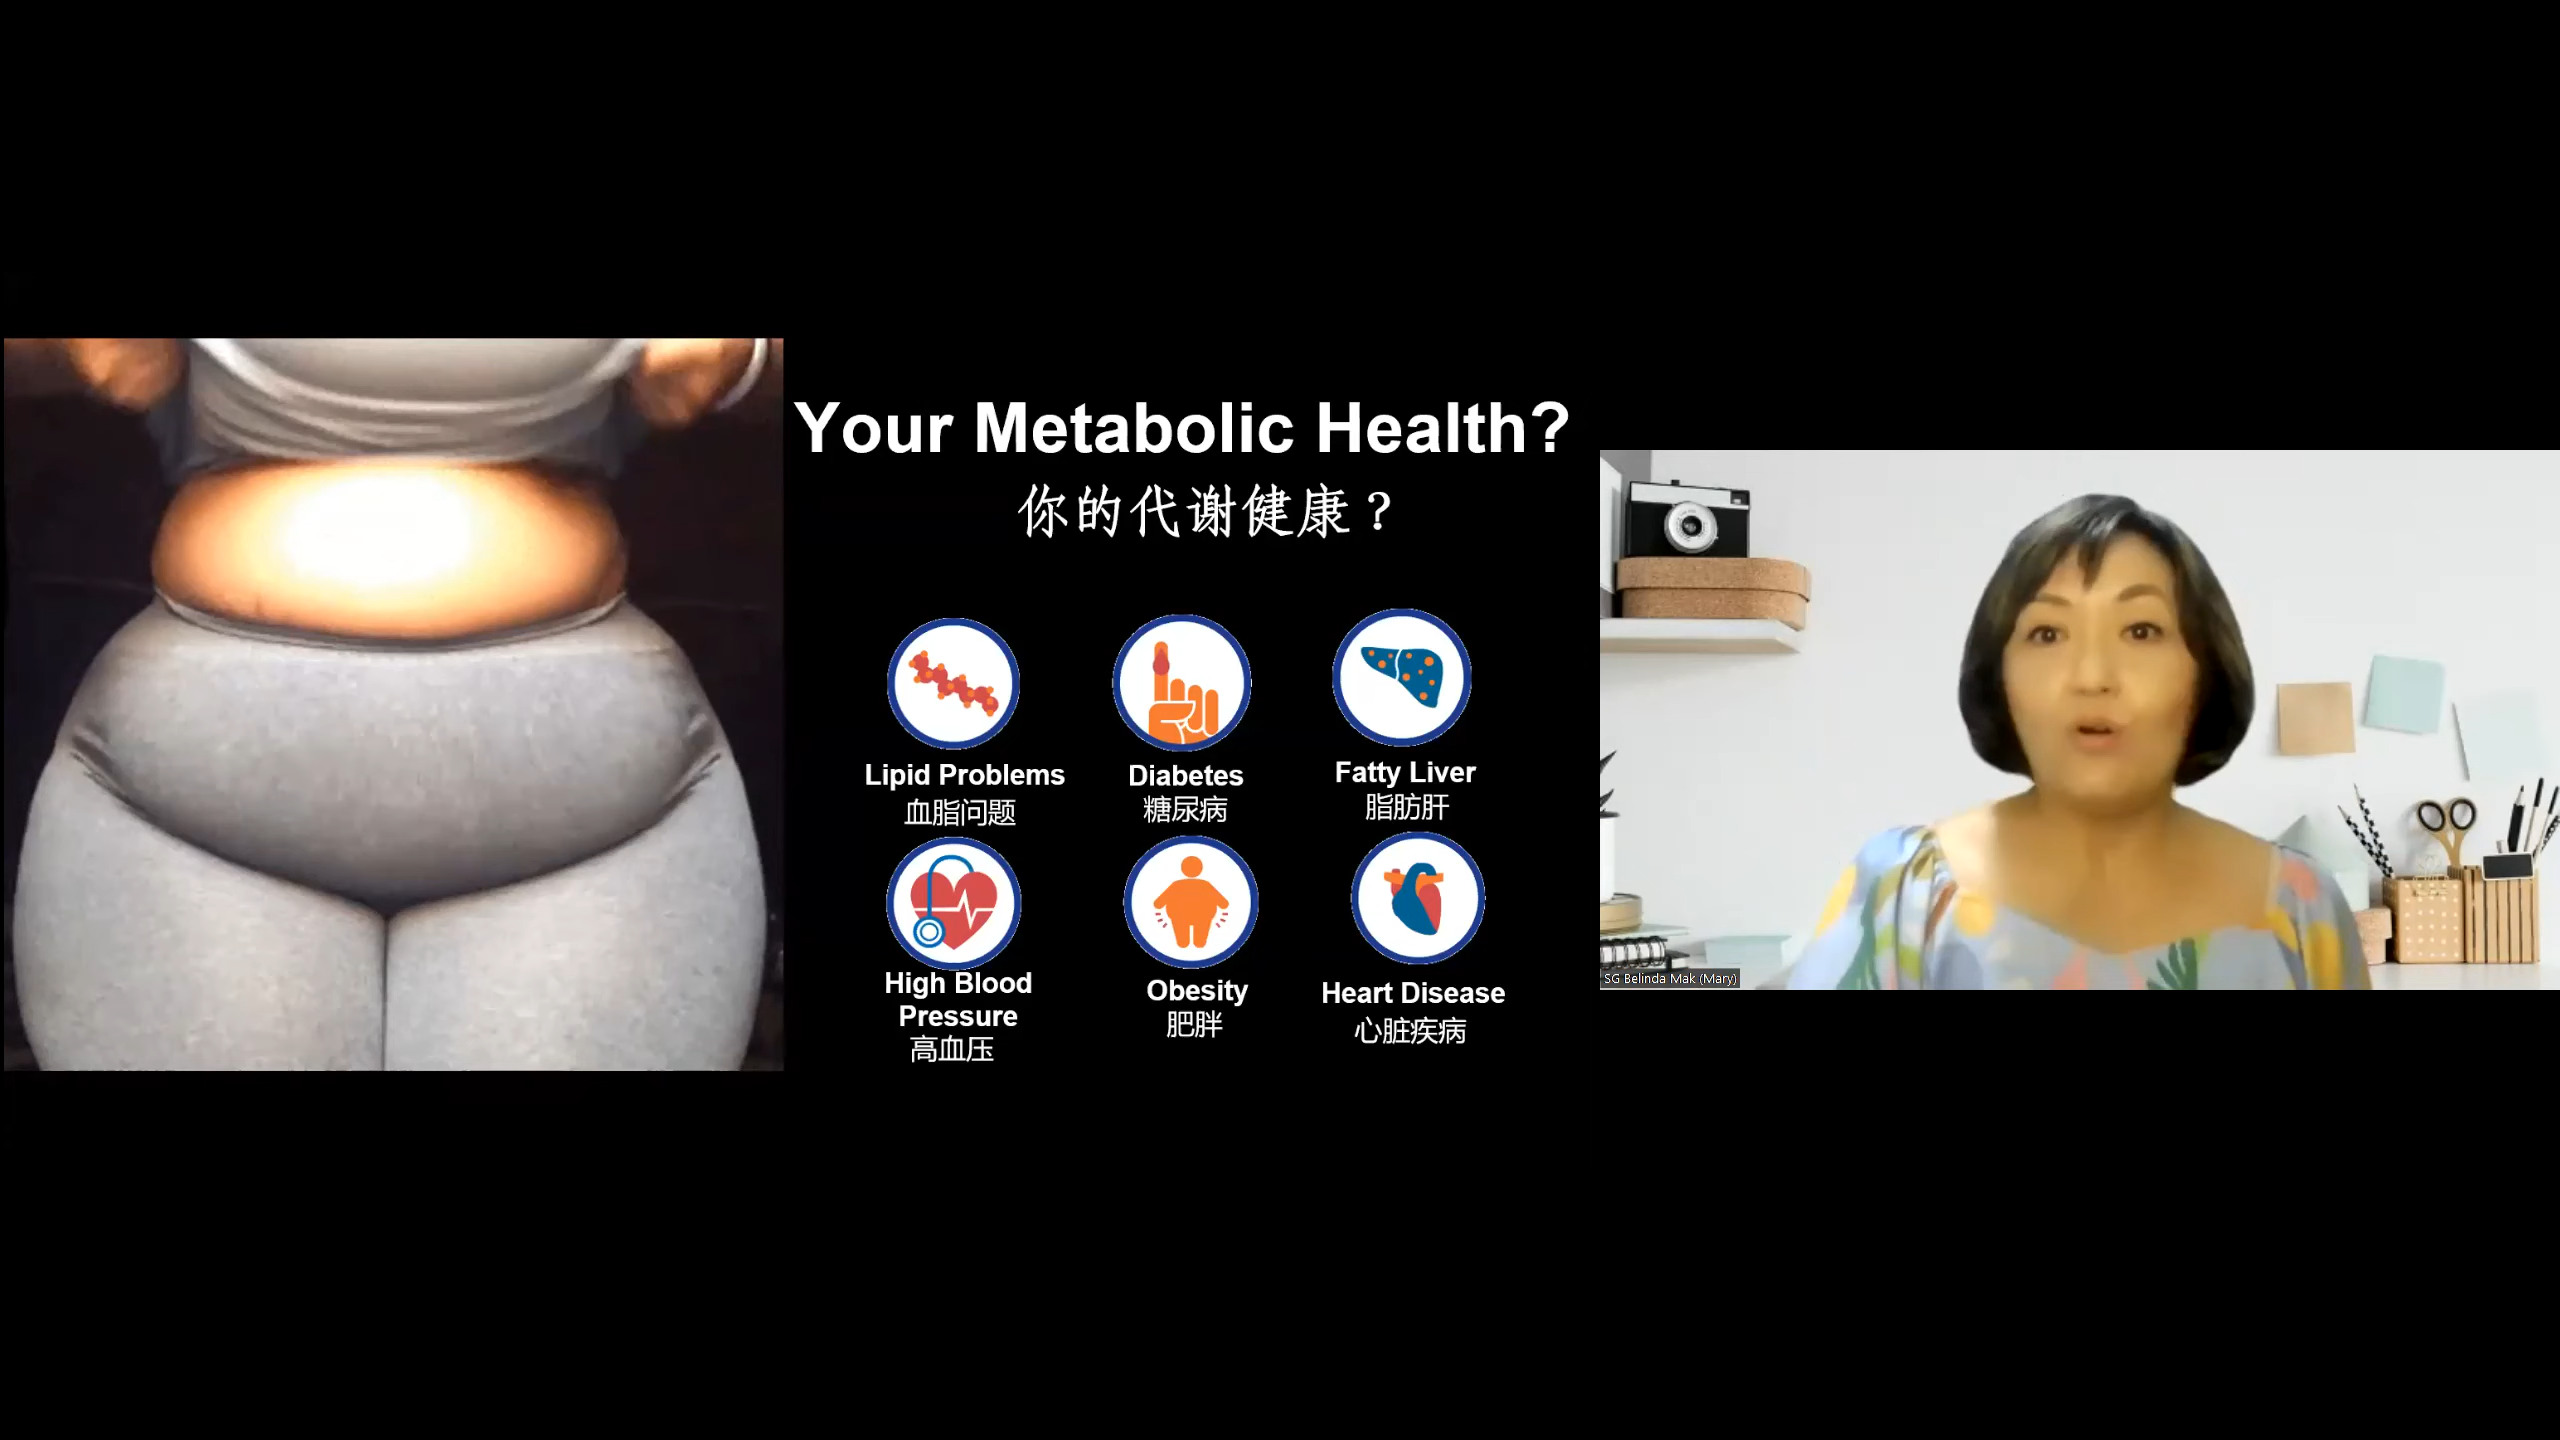 Your Metabolic Health?
你的代谢健康？
Lipid Problems
血脂问题
Diabetes
糖尿病
Fatty Liver
脂肪肝
High Blood
Pressure
高血压
Obesity
肥胖
Heart Disease
心脏疾病
SG Belinda Mak (Mary)